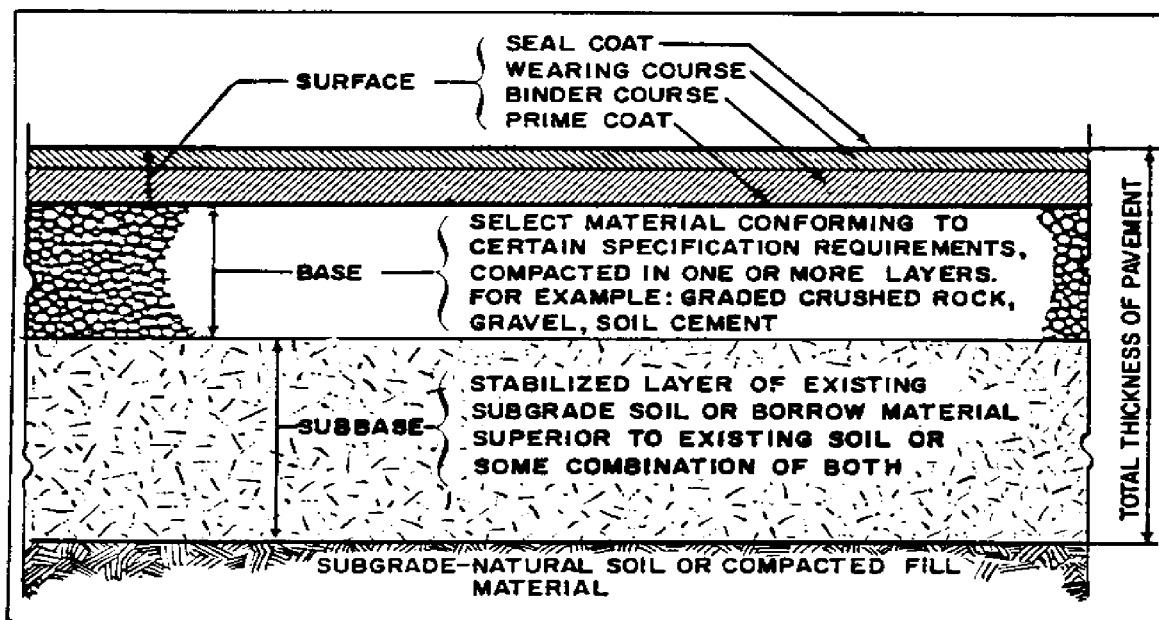 SEAL COAT
WEARING COURSE
SURFACE
BINDER COURSE
PRIME COAT
SELECT MATERIAL CONFORMING TO
CERTAIN SPECIFICATION REQUIREMENTS,
BASE
COMPACTED IN ONE OR MORE LAYERS.
FOR EXAMPLE: GRADED CRUSHED ROCK,
GRAVEL, SOIL CEMENT
STABILIZED LAYER OF EXISTING
SUBGRADE SOIL OR BORROW MATERIAL
SUBBASE
SUPERIOR TO EXISTING SOIL OR
SOME COMBINATION OF BOTH
SUBGRADE-NATURAL SOIL OR COMPACTED FILL
MATERIAL
TOTAL THICKNESS OF PAVEMENT